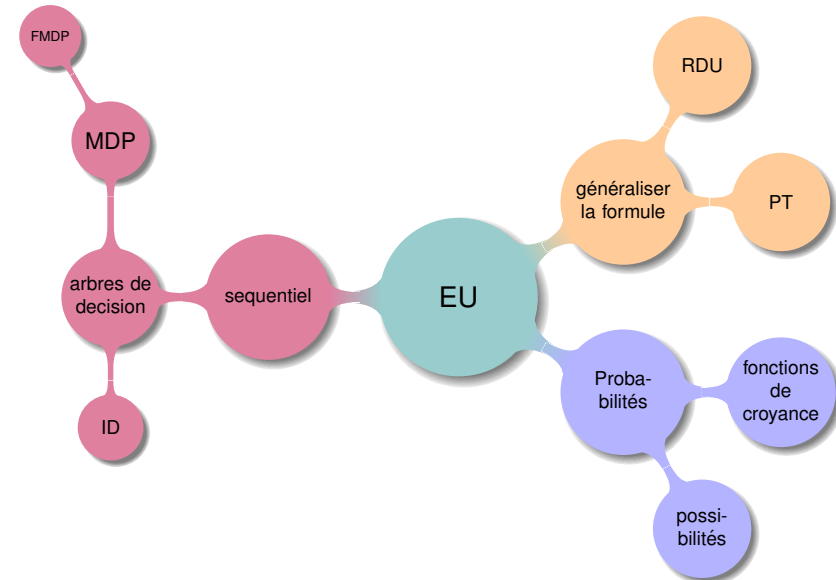 FMDP
MDP
arbres de
decision
ID
sequentiel
EU
RDU
généraliser
la formule
PT
Proba-
bilités
fonctions
de
croyance
possi-
bilités